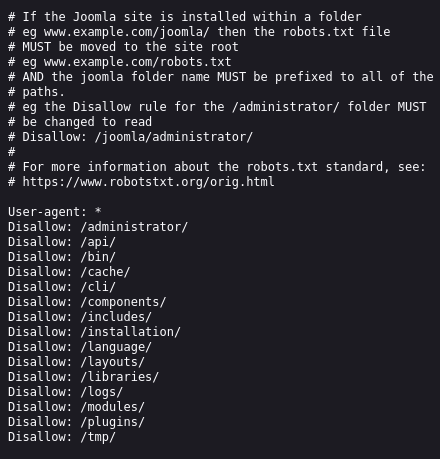 # If the Joomla site is installed within a folder
# eg www.example.com/joomla/ then the robots.txt file
# MUST be moved to the site root
# eg www.example.com/robots.txt
# AND the joomla folder name MUST be prefixed to all of the
# paths.
# eg the Disallow rule for the /administrator/ folder MUST
# be changed to read
# Disallow: /joomla/administrator/
#
# For more information about the robots.txt standard, see:
# https://www.robotstxt.org/orig.html

User-agent: *
Disallow: /administrator/
Disallow: /api/
Disallow: /bin/
Disallow: /cache/
Disallow: /cli/
Disallow: /components/
Disallow: /includes/
Disallow: /installation/
Disallow: /language/
Disallow: /layouts/
Disallow: /libraries/
Disallow: /logs/
Disallow: /modules/
Disallow: /plugins/
Disallow: /tmp/